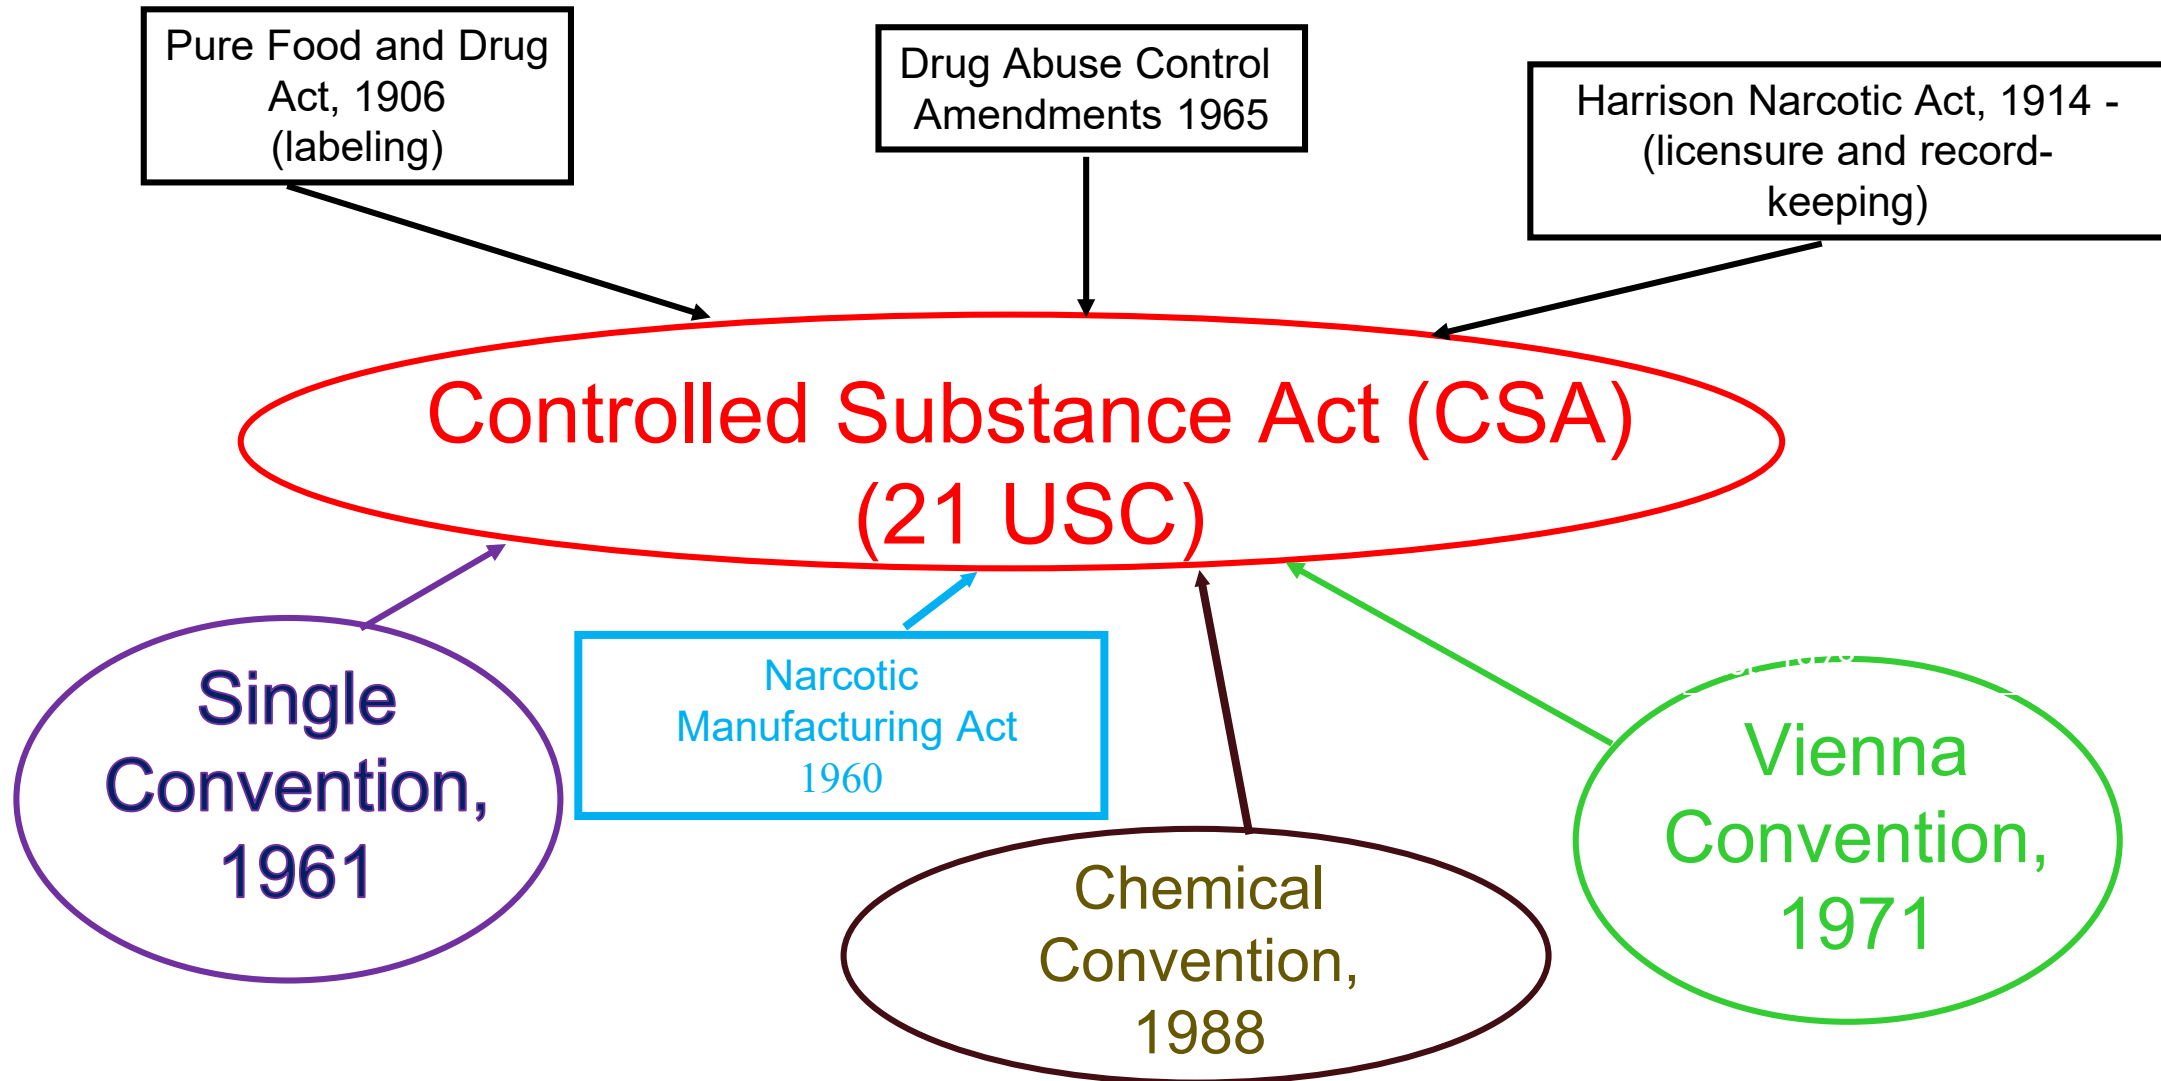 Pure Food and Drug
Act, 1906
(labeling)
Drug Abuse Control
Amendments 1965
Harrison Narcotic Act, 1914 -
(licensure and record-
keeping)
Controlled Substance Act (CSA)
(21 USC)
Single
Convention,
1961
Narcotic
Manufacturing Act
1960
Chemical
Convention,
1988
Vienna
Convention,
1971